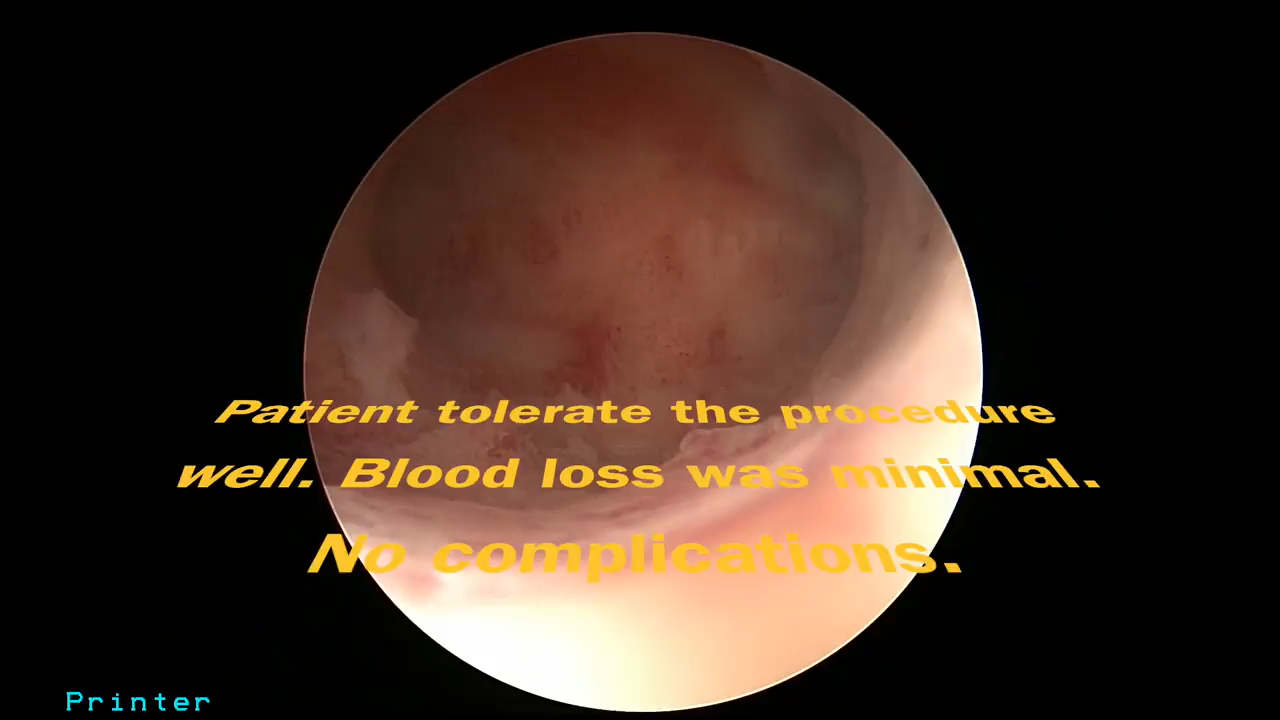 Patient tolerate the procedure
well. Blood loss was minimal.
No complications.
Printer